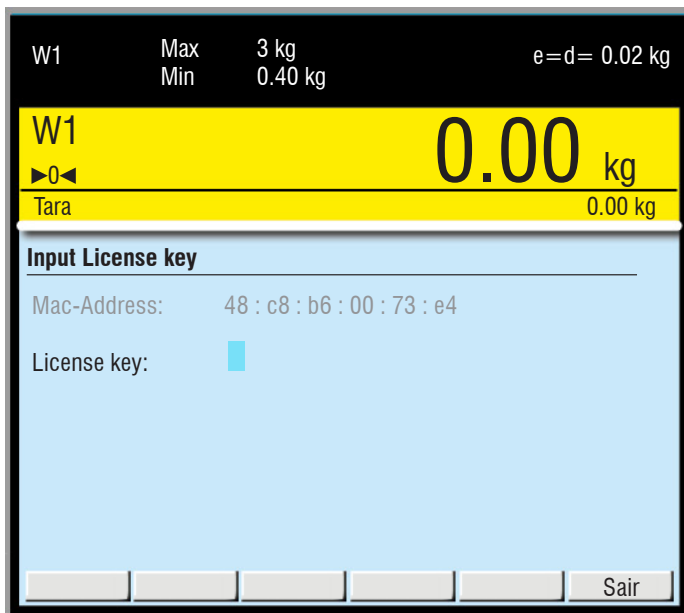 W1 Max 3 kg e=d= 0.02 kg
Min 0.40 kg
W1 0.00 kg
►0◄
Tara 0.00 kg
Input License key
Mac-Address: 48 : c8 : b6 : 00 : 73 : e4
License key:
Sair